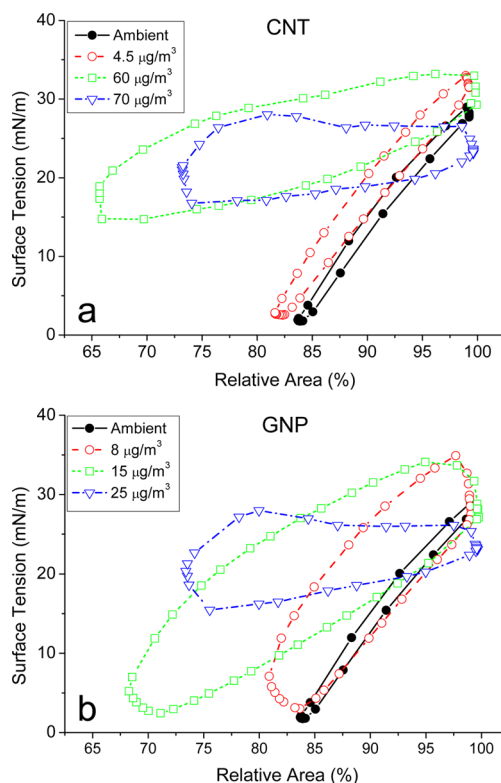 CNT
Ambient
4.5 μg/m³
60 μg/m³
70 μg/m³
40
30
20
10
0
Surface Tension (mN/m)
a
65 70 75 80 85 90 95 100
Relative Area (%)
GNP
Ambient
8 μg/m³
15 μg/m³
25 μg/m³
40
30
20
10
0
Surface Tension (mN/m)
b
65 70 75 80 85 90 95 100
Relative Area (%)